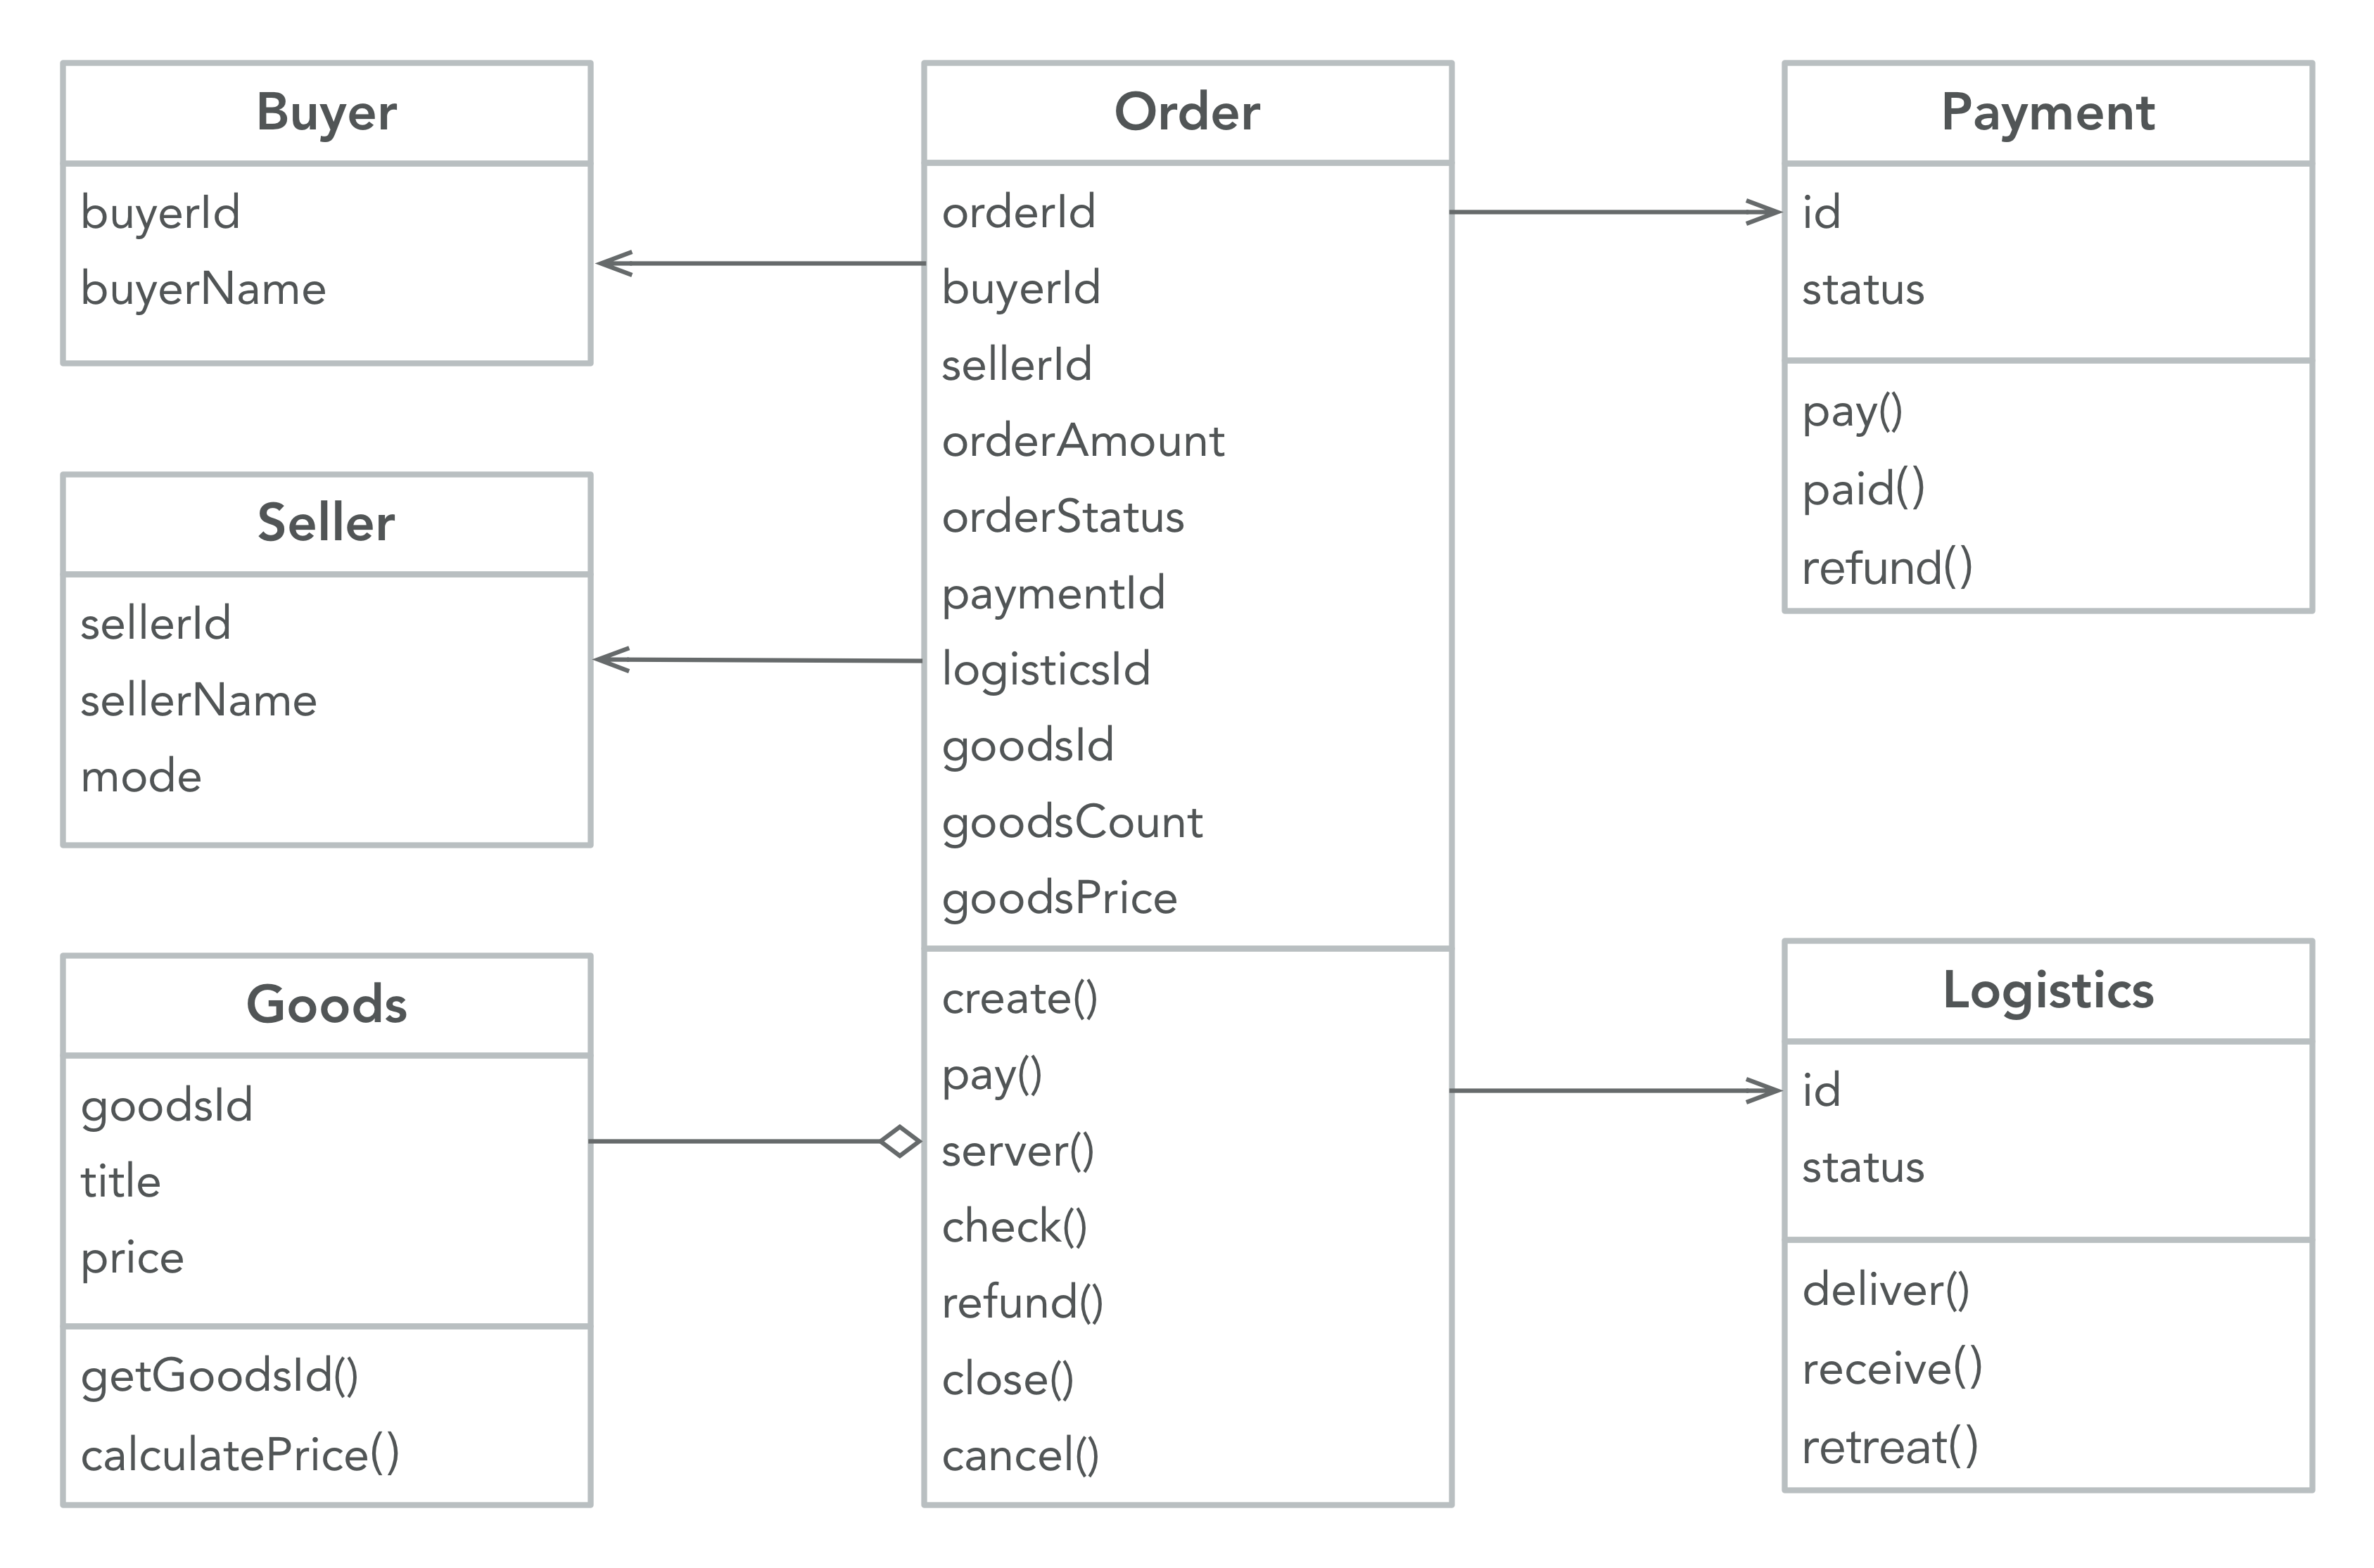 Buyer
buyerId
buyerName
Seller
sellerId
sellerName
mode
Goods
goodsId
title
price
getGoodsId()
calculatePrice()
Order
orderId
buyerId
sellerId
orderAmount
orderStatus
paymentId
logisticsId
goodsId
goodsCount
goodsPrice
create()
pay()
server()
check()
refund()
close()
cancel()
Payment
id
status
pay()
paid()
refund()
Logistics
id
status
deliver()
receive()
retreat()